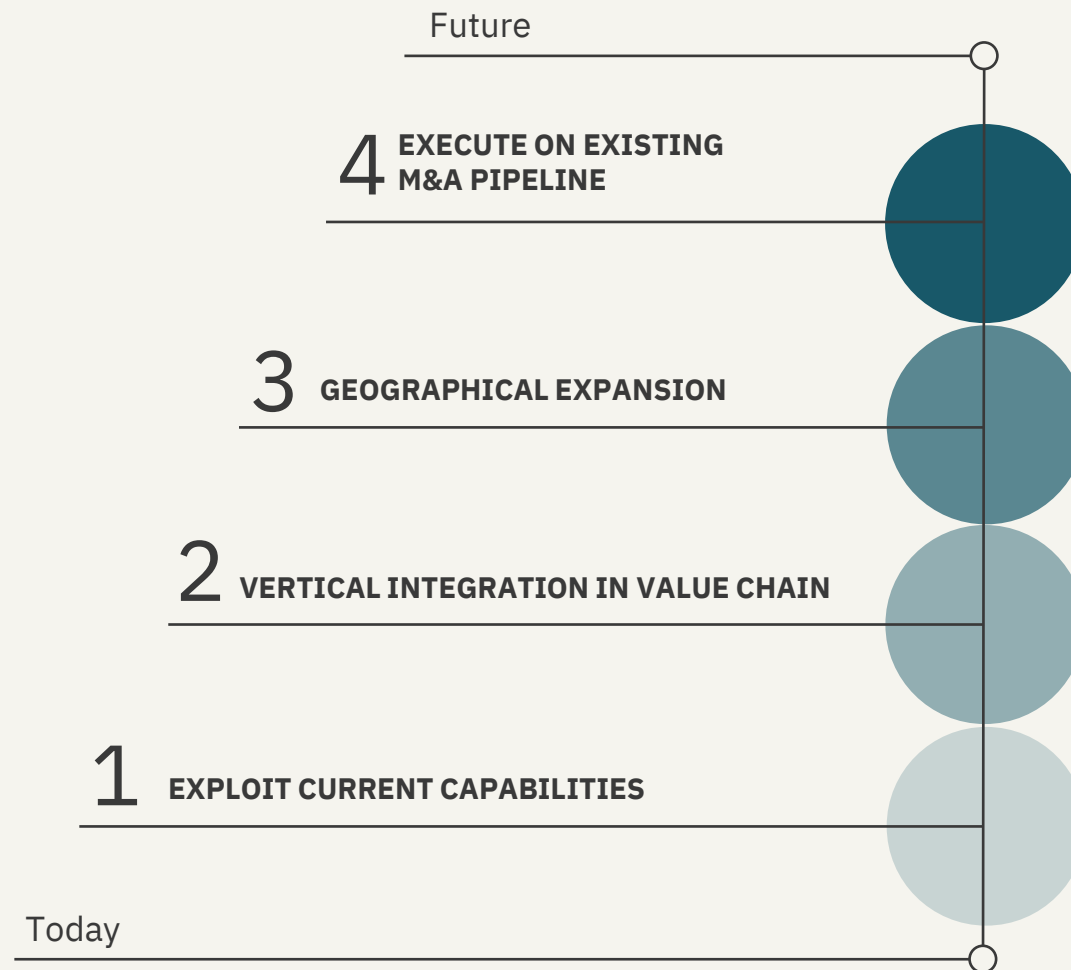 Future
4 EXECUTE ON EXISTING
M&A PIPELINE
3 GEOGRAPHICAL EXPANSION
2 VERTICAL INTEGRATION IN VALUE CHAIN
1 EXPLOIT CURRENT CAPABILITIES
Today